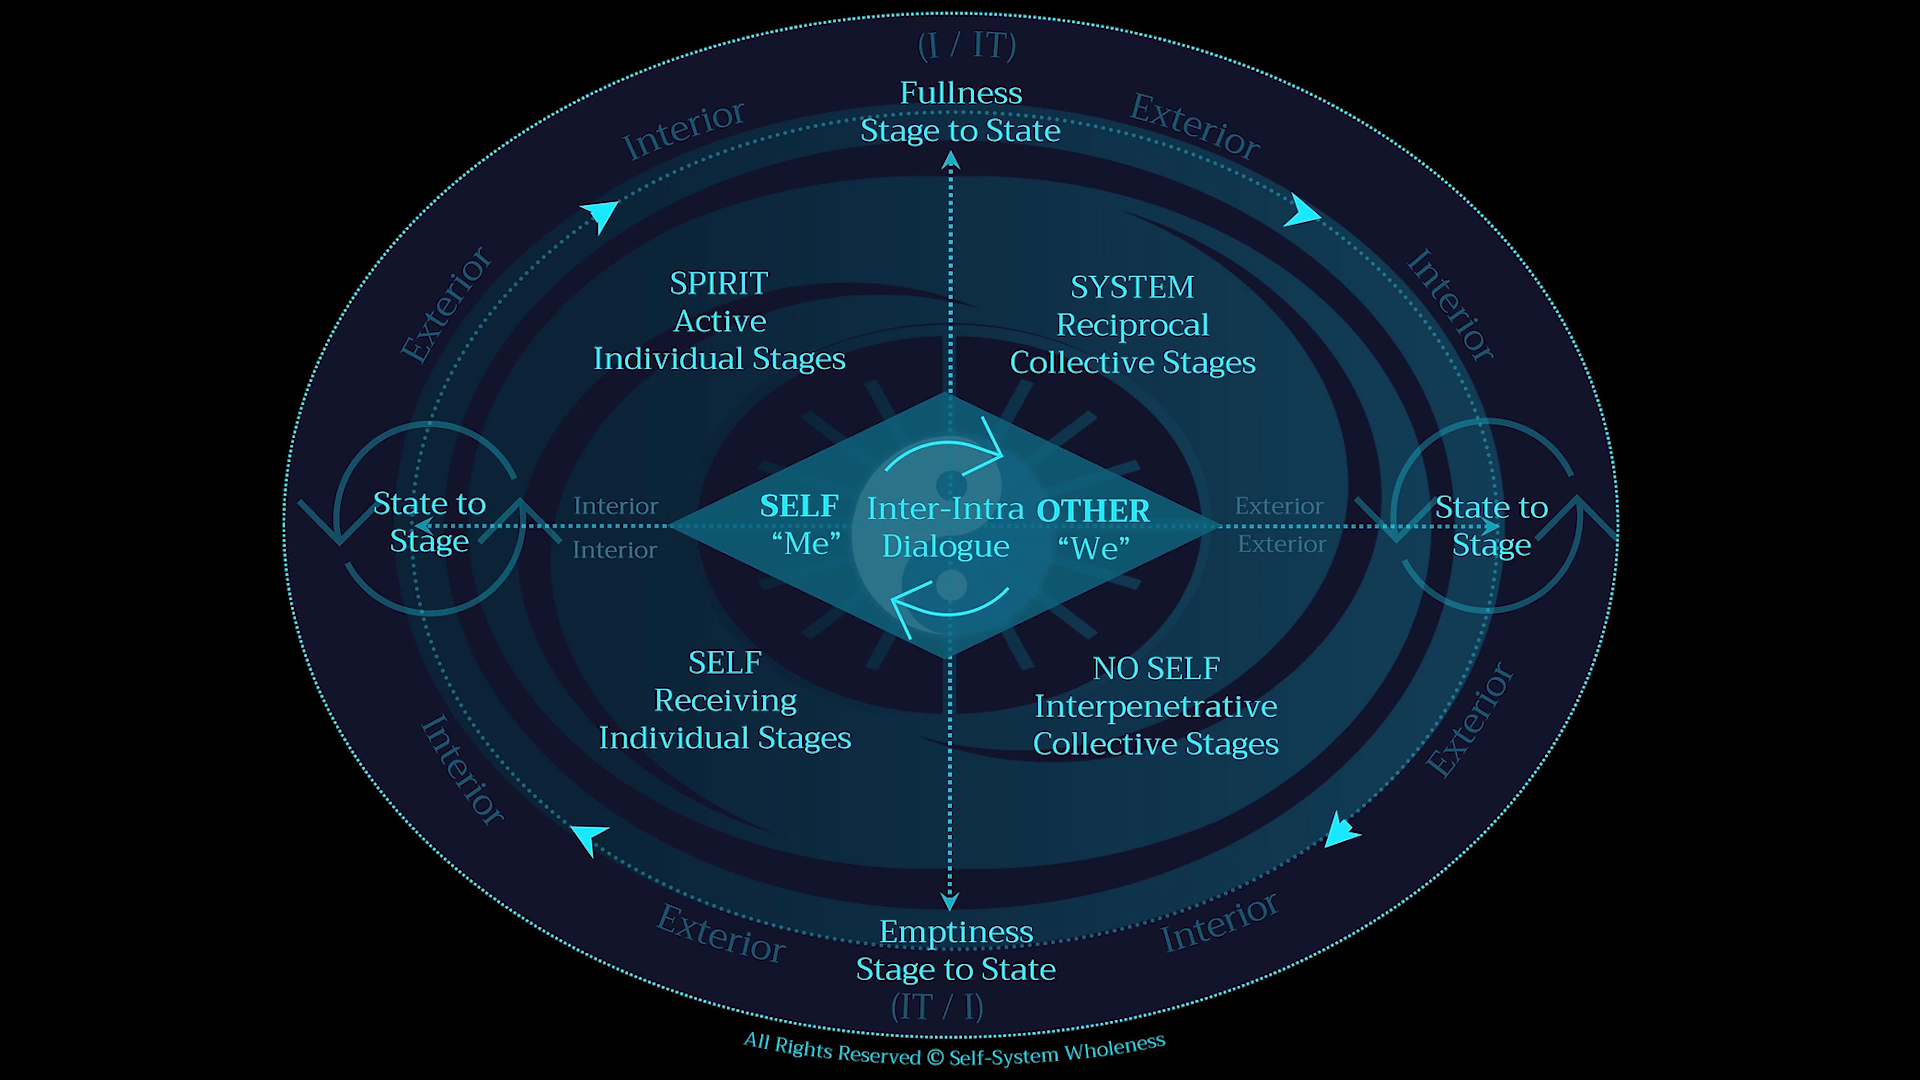 (I / IT)
Fullness
Stage to State
Interior
Exterior
Exterior
Interior
SPIRIT
Active
Individual Stages
SYSTEM
Reciprocal
Collective Stages
State to
Stage
Interior
Interior
SELF
“Me”
Inter-Intra
Dialogue
OTHER
“We”
Exterior
Exterior
State to
Stage
SELF
Receiving
Individual Stages
NO SELF
Interpenetrative
Collective Stages
Interior
Exterior
Exterior
Interior
Emptiness
Stage to State
(IT / I)
All Rights Reserved © Self-System Wholeness